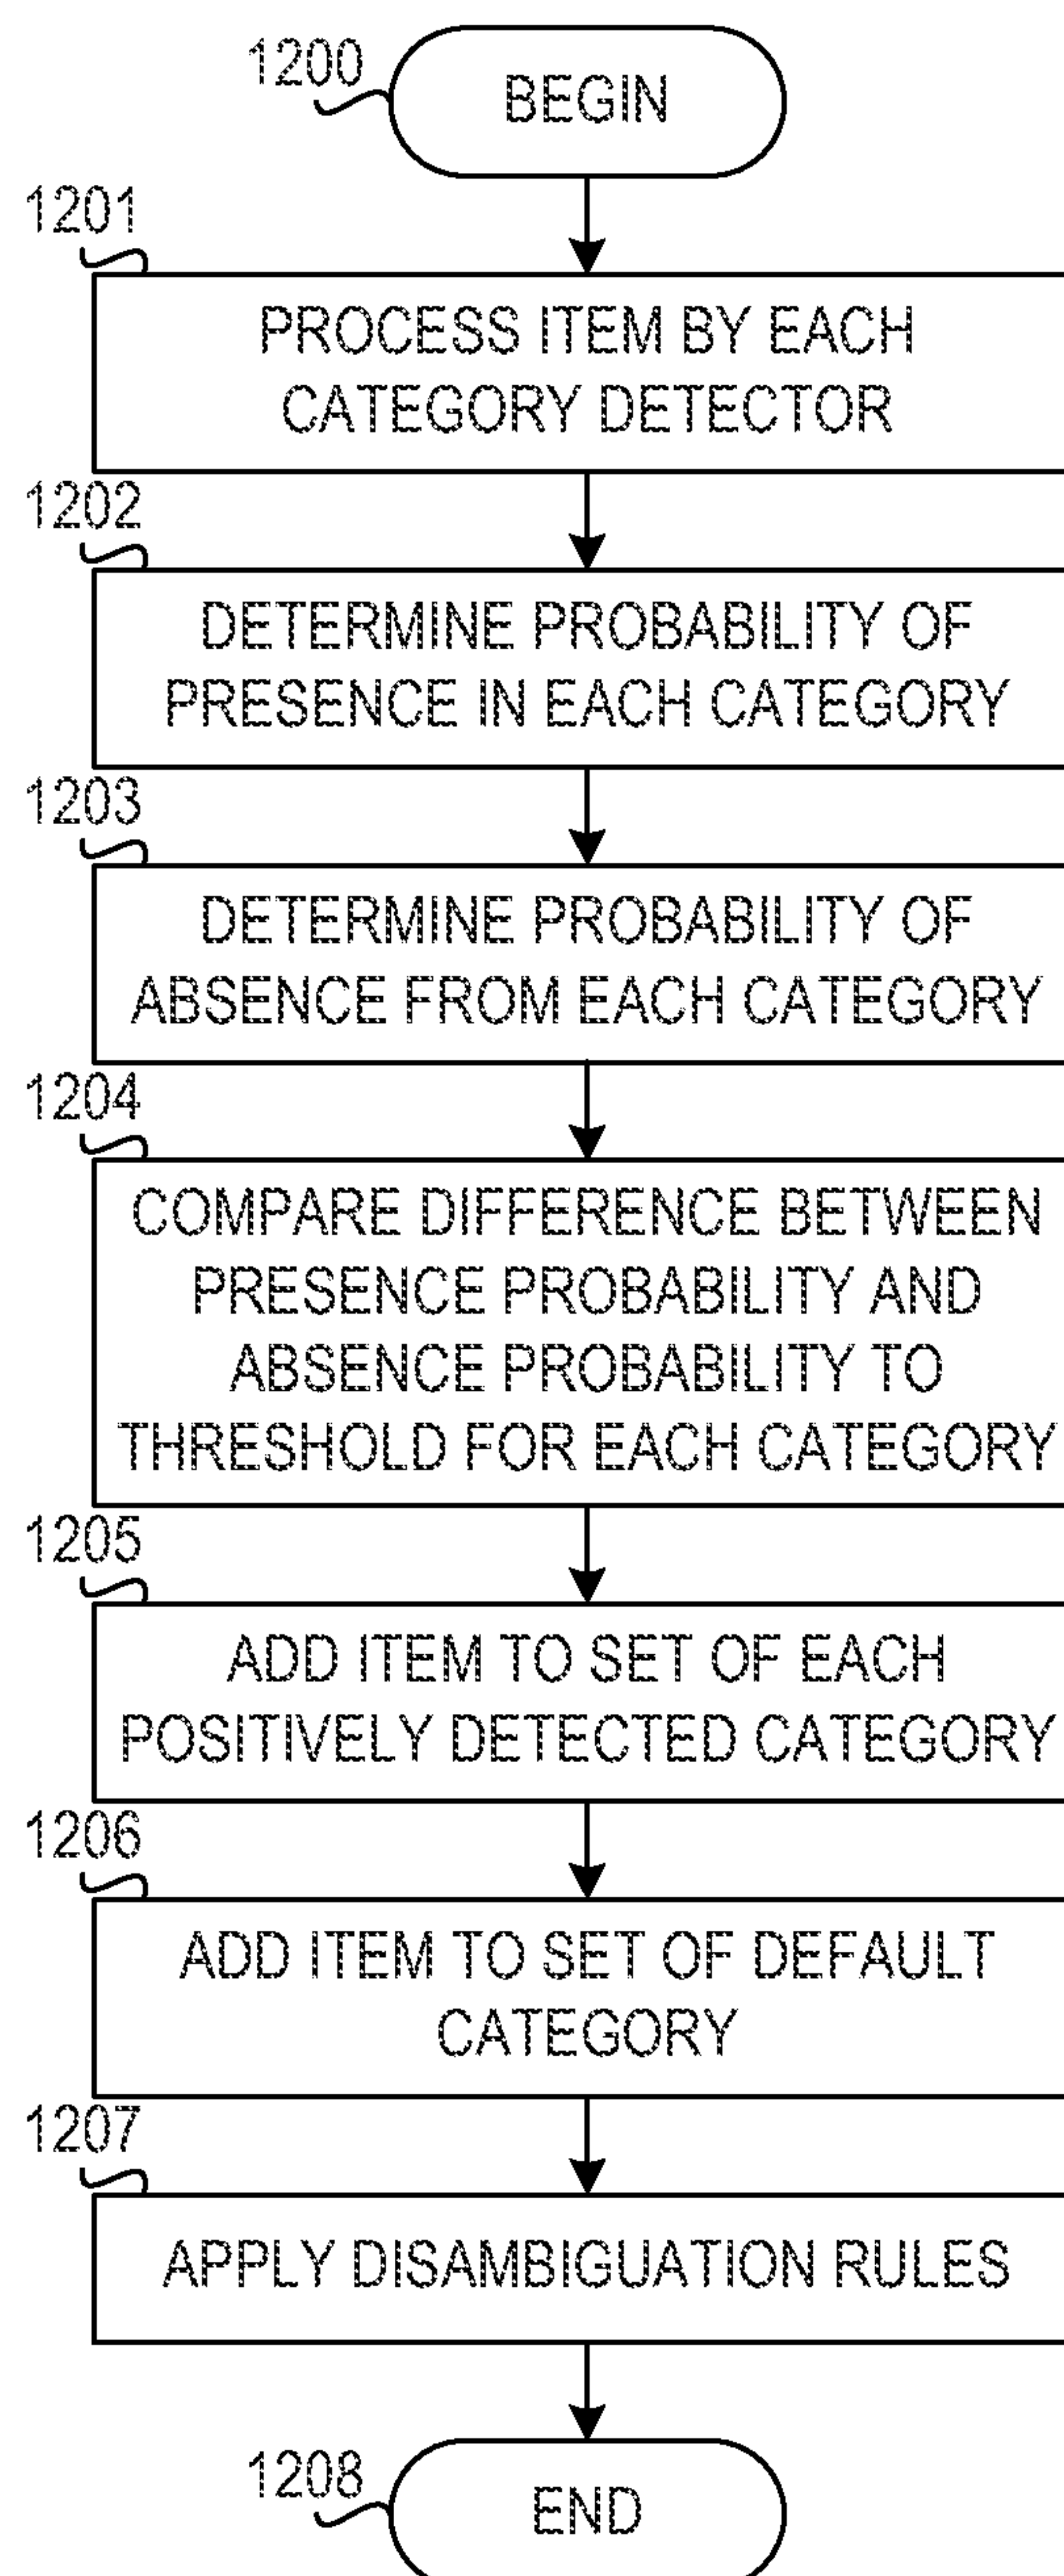 1200
BEGIN
1201
PROCESS ITEM BY EACH
CATEGORY DETECTOR
1202
DETERMINE PROBABILITY OF
PRESENCE IN EACH CATEGORY
1203
DETERMINE PROBABILITY OF
ABSENCE FROM EACH CATEGORY
1204
COMPARE DIFFERENCE BETWEEN
PRESENCE PROBABILITY AND
ABSENCE PROBABILITY TO
THRESHOLD FOR EACH CATEGORY
1205
ADD ITEM TO SET OF EACH
POSITIVELY DETECTED CATEGORY
1206
ADD ITEM TO SET OF DEFAULT
CATEGORY
1207
APPLY DISAMBIGUATION RULES
1208
END